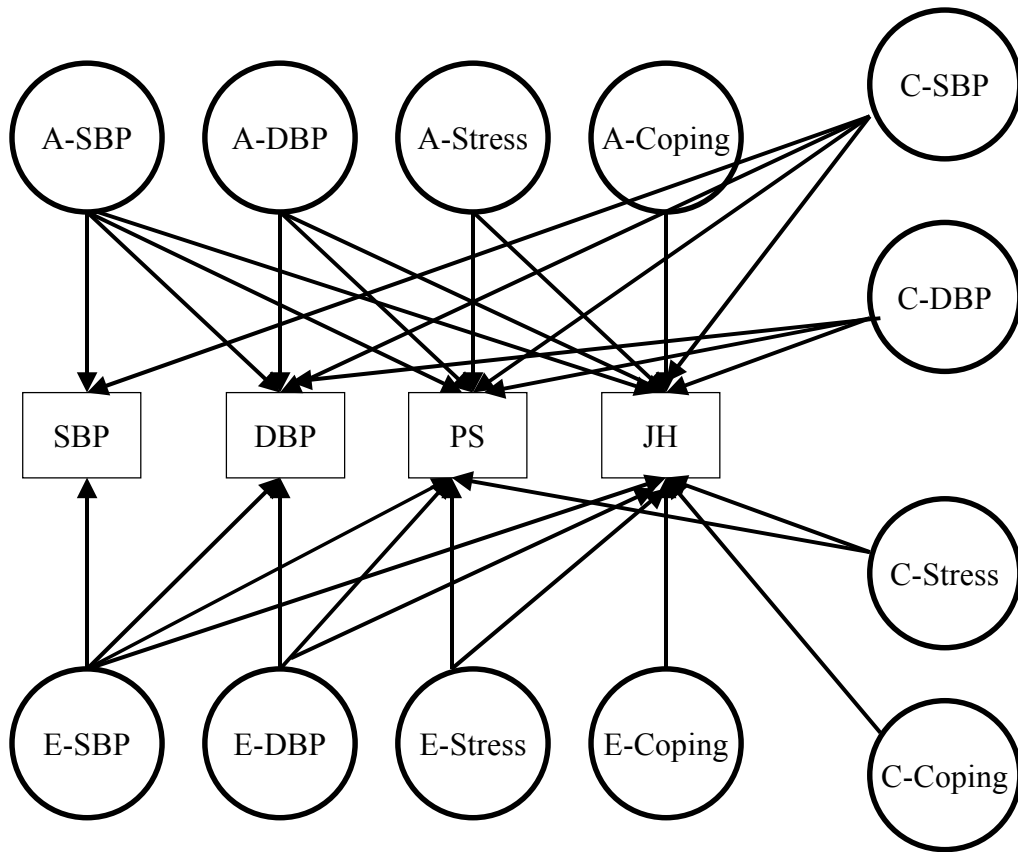 C-SBP
A-SBP
A-DBP
A-Stress
A-Coping
C-DBP
SBP
DBP
PS
JH
C-Stress
E-SBP
E-DBP
E-Stress
E-Coping
C-Coping